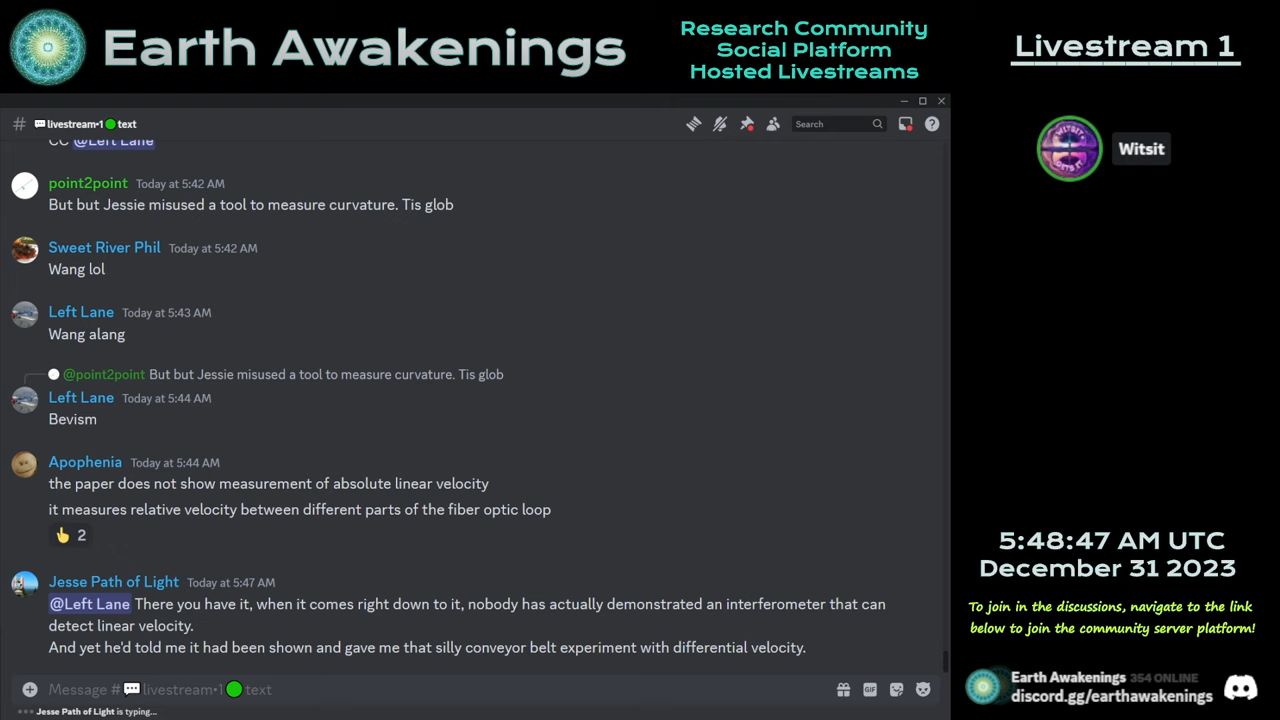 Earth Awakenings
Research Community
Social Platform
Hosted Livestreams
Livestream 1
# livestream•1 text
Search
CC @Left Lane
point2point Today at 5:42 AM
But but Jessie misused a tool to measure curvature. Tis glob
Sweet River Phil Today at 5:42 AM
Wang lol
Left Lane Today at 5:43 AM
Wang alang
@point2point But but Jessie misused a tool to measure curvature. Tis glob
Left Lane Today at 5:44 AM
Bevism
Apophenia Today at 5:44 AM
the paper does not show measurement of absolute linear velocity
it measures relative velocity between different parts of the fiber optic loop
2
Jesse Path of Light Today at 5:47 AM
@Left Lane There you have it, when it comes right down to it, nobody has actually demonstrated an interferometer that can
detect linear velocity.
And yet he'd told me it had been shown and gave me that silly conveyor belt experiment with differential velocity.
Message # livestream•1 text
GIF
Jesse Path of Light is typing...
Witsit
5:48:47 AM UTC
December 31 2023
To join in the discussions, navigate to the link
below to join the community server platform!
Earth Awakenings 354 ONLINE
discord.gg/earthawakenings